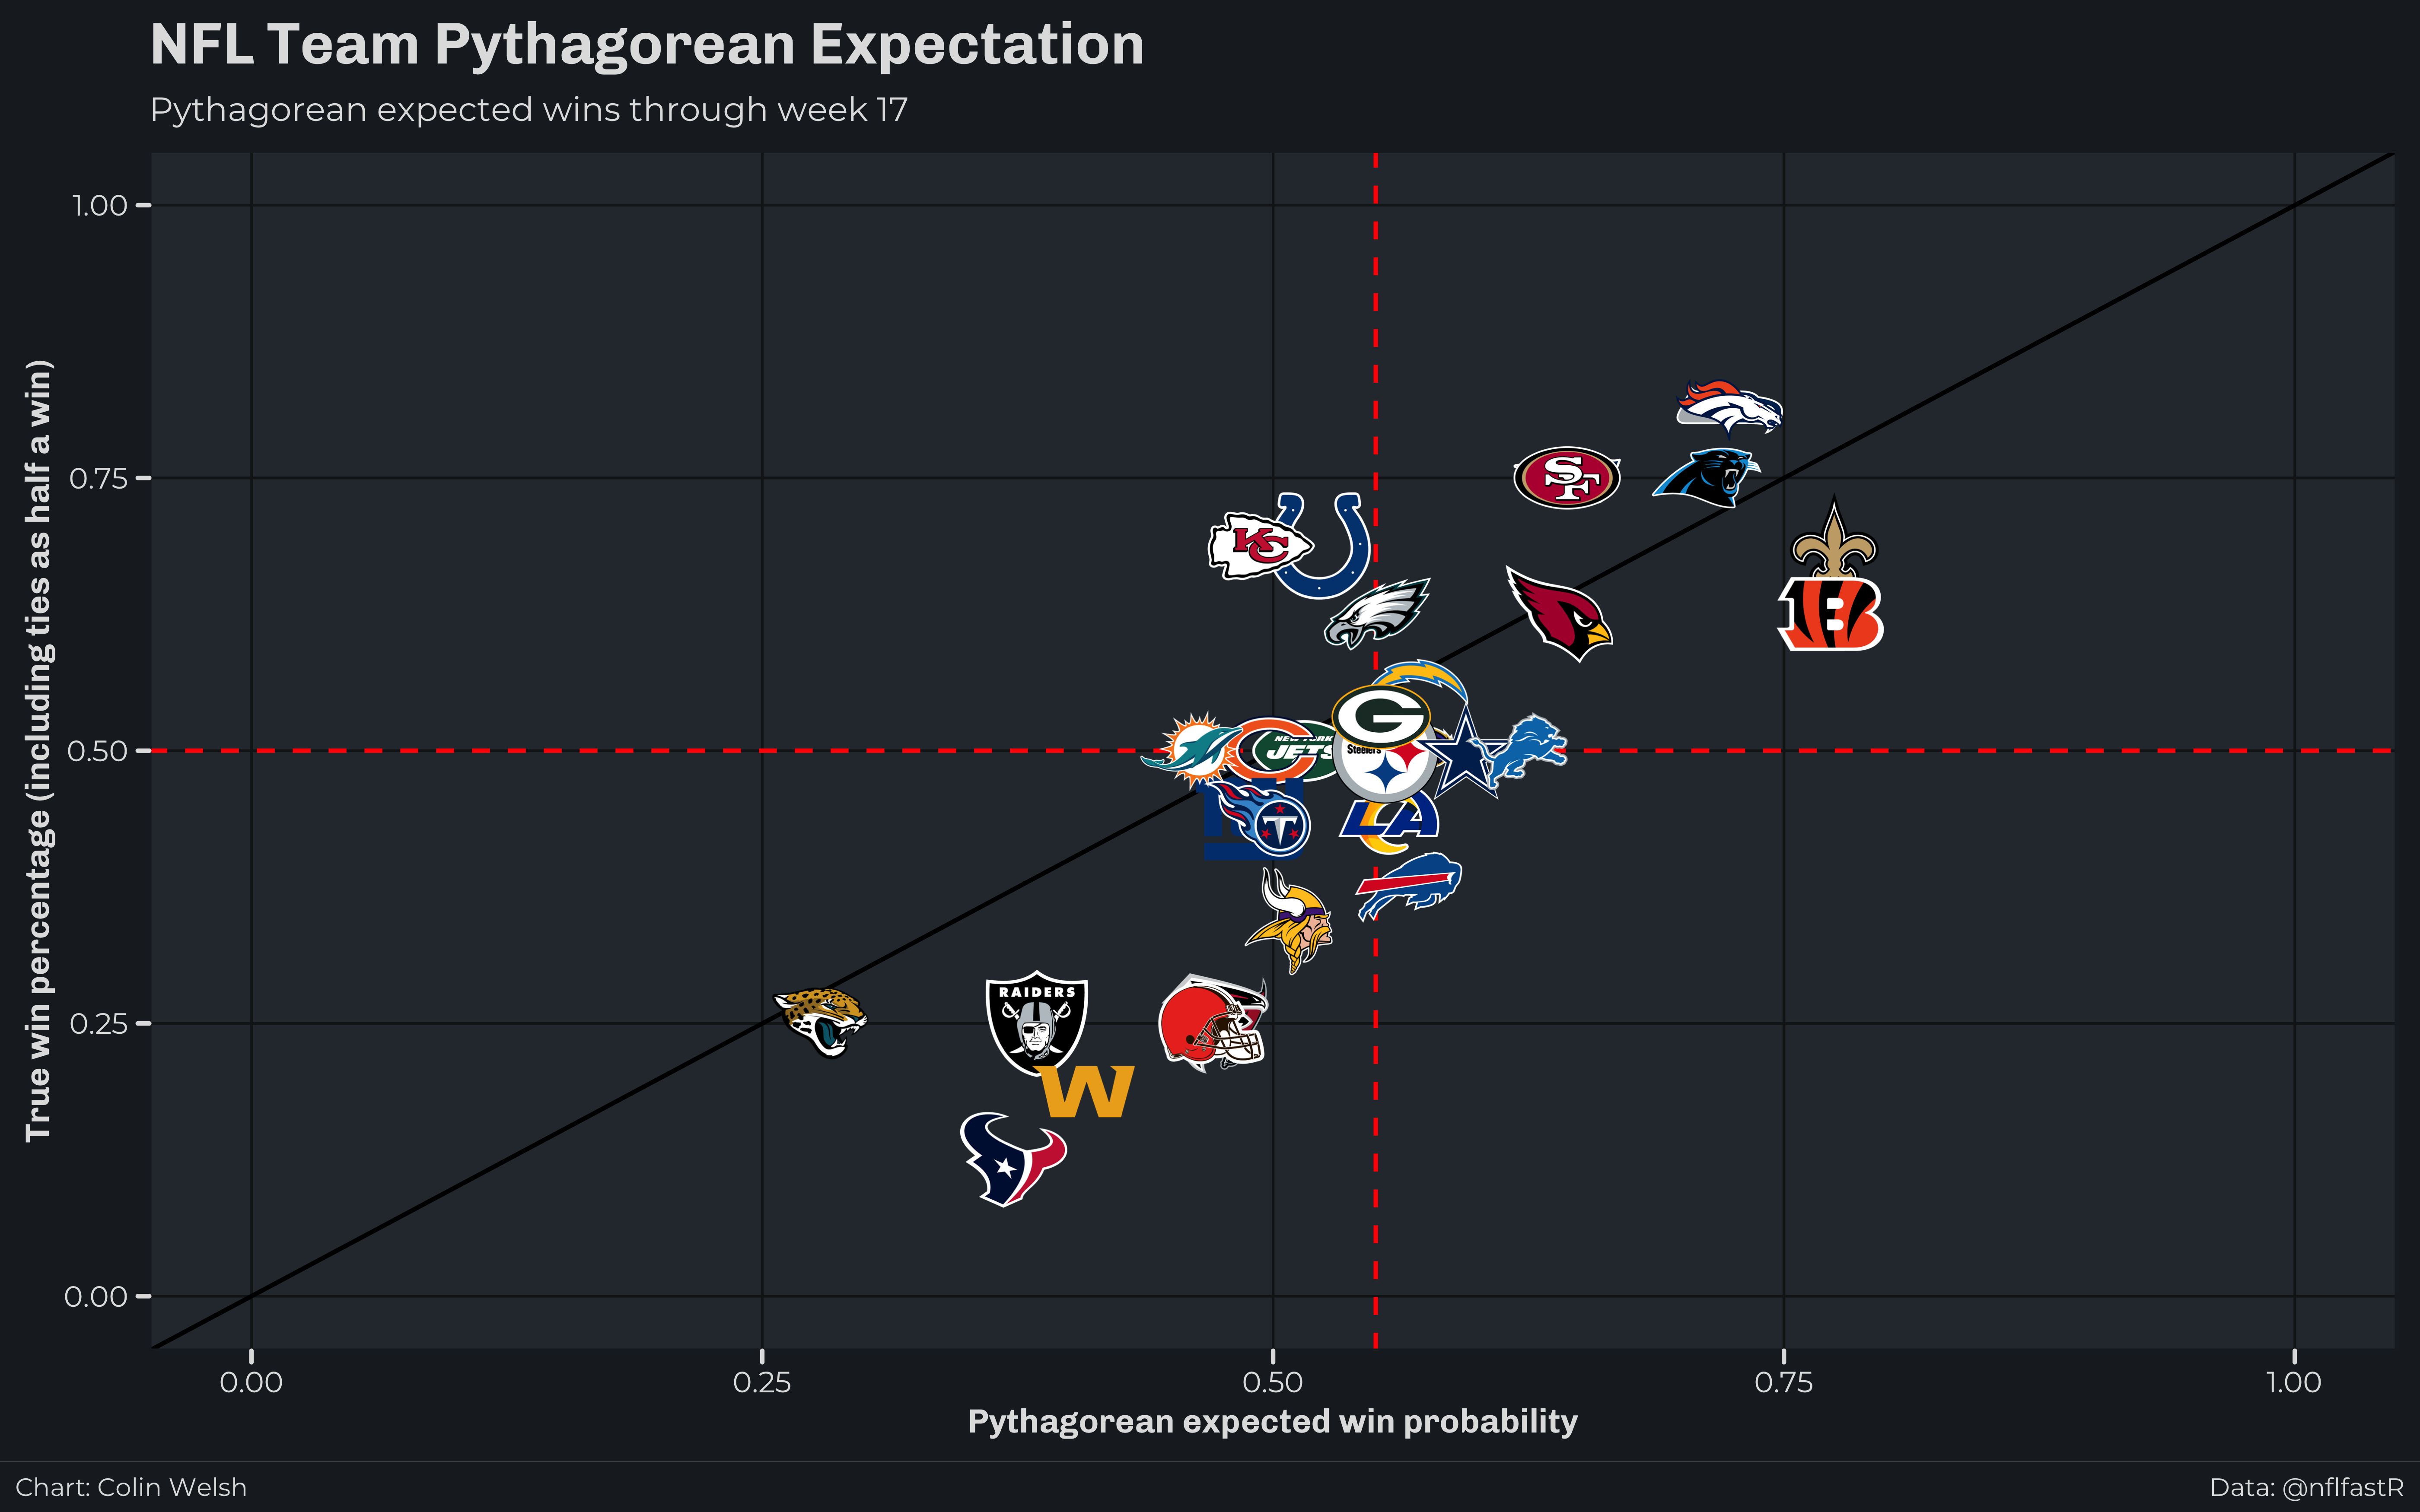 NFL Team Pythagorean Expectation
Pythagorean expected wins through week 17
True win percentage (including ties as half a win)
1.00
0.75
0.50
0.25
0.00
KC
SF
B
G
NEW YORK
JETS
Steelers
T
LA
RAIDERS
W
0.00
0.25
0.50
0.75
1.00
Pythagorean expected win probability
Chart: Colin Welsh
Data: @nflfastR